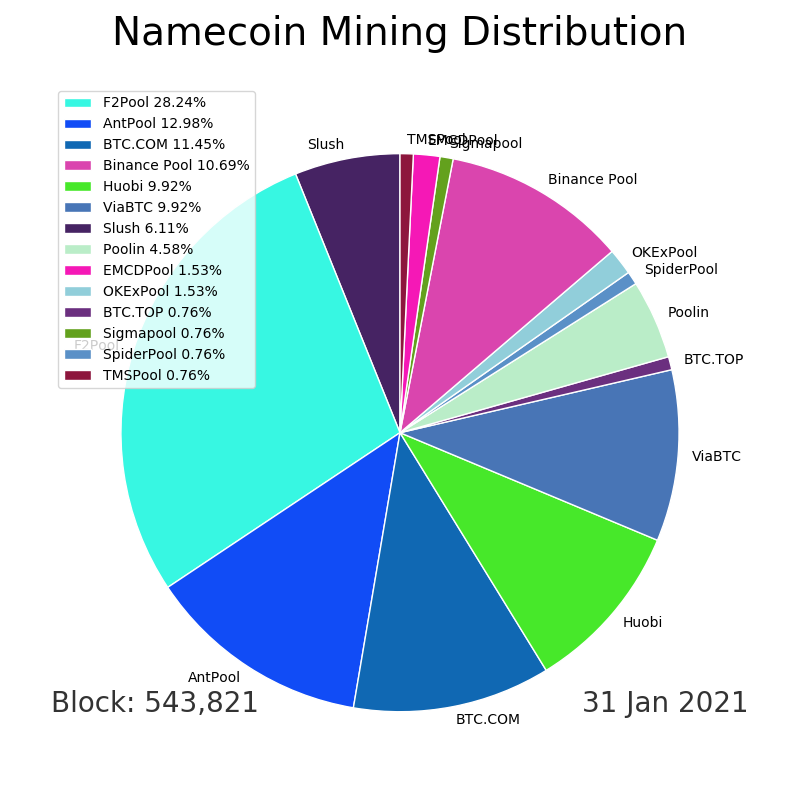 Namecoin Mining Distribution
F2Pool 28.24%
AntPool 12.98%
BTC.COM 11.45%
Binance Pool 10.69%
Huobi 9.92%
ViaBTC 9.92%
Slush 6.11%
Poolin 4.58%
EMCDPool 1.53%
OKExPool 1.53%
BTC.TOP 0.76%
Sigmapool 0.76%
SpiderPool 0.76%
TMSPool 0.76%
TMSPool
EMCDPool
Sigmapool
Slush
Binance Pool
OKExPool
SpiderPool
Poolin
F2Pool
BTC.TOP
ViaBTC
Huobi
AntPool
BTC.COM
Block: 543,821
31 Jan 2021